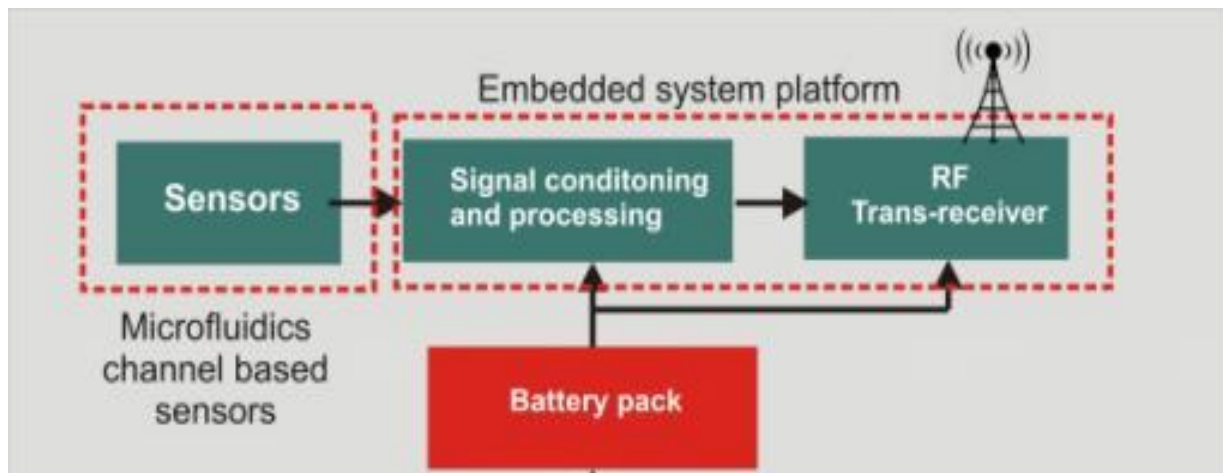 Embedded system platform
Sensors
Signal conditoning
and processing
RF
Trans-receiver
Microfluidics
channel based
sensors
Battery pack